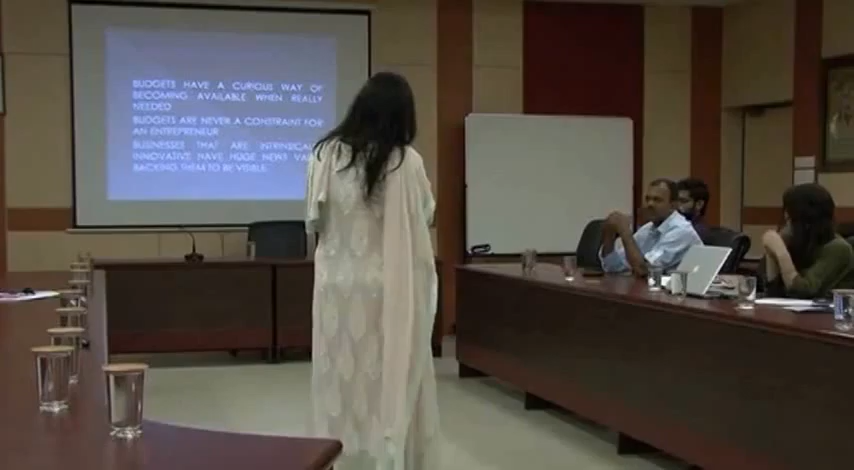 BUDGETS HAVE A CURIOUS WAY OF
BECOMING AVAILABLE WHEN REALLY
NEEDED
BUDGETS ARE NEVER A CONSTRAINT FOR
AN ENTREPRENEUR
BUSINESSES THAT ARE INTRINSICALLY
INNOVATIVE HAVE HUGE NEWS
BACKING THEM TO BE VISIBLE.